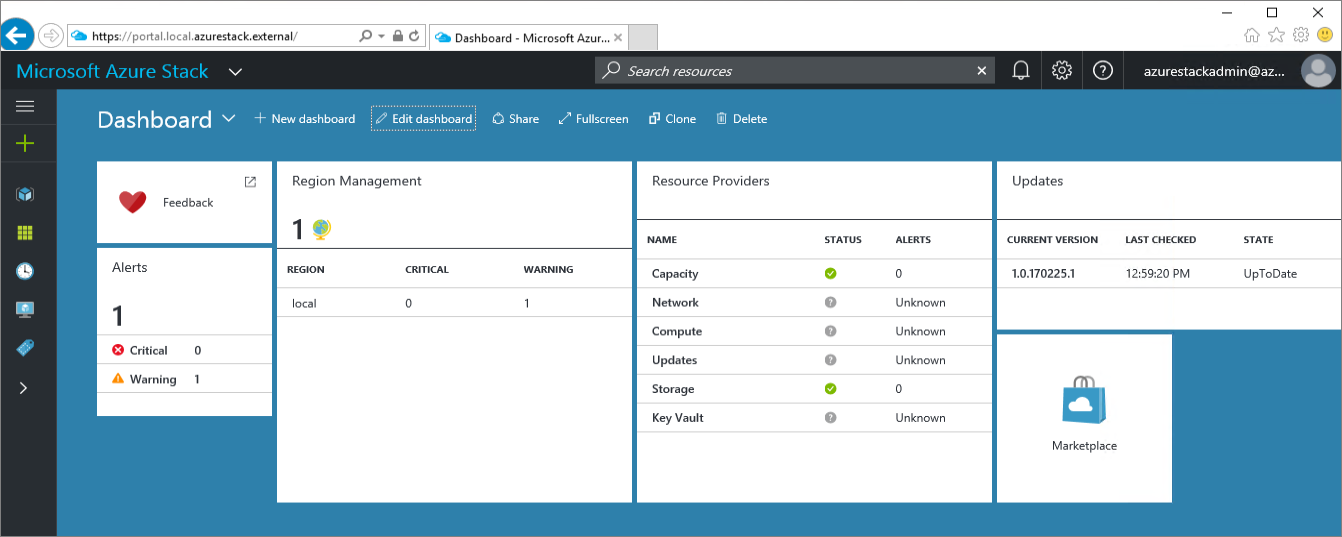 https://portal.local.azurestack.external/
Dashboard - Microsoft Azur...
Microsoft Azure Stack
Search resources
azurestackadmin@az...
Dashboard
New dashboard
Edit dashboard
Share
Fullscreen
Clone
Delete
Feedback
Alerts
1
Critical 0
Warning 1
Region Management
1
REGION CRITICAL WARNING
local 0 1
Resource Providers
NAME STATUS ALERTS
Capacity 0
Network Unknown
Compute Unknown
Updates Unknown
Storage 0
Key Vault Unknown
Updates
CURRENT VERSION LAST CHECKED STATE
1.0.170225.1 12:59:20 PM UpToDate
Marketplace